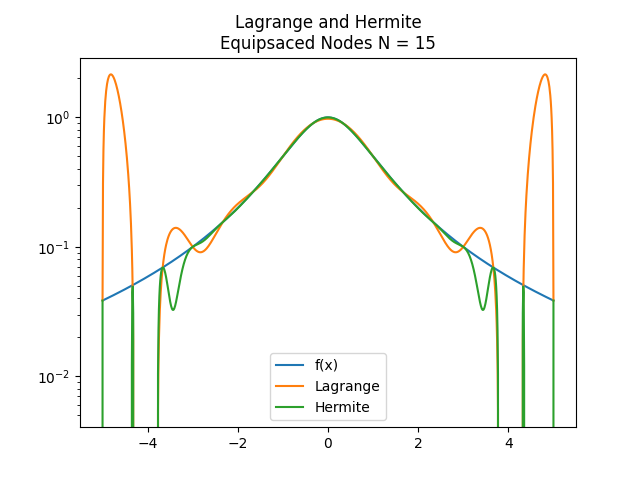 Lagrange and Hermite
Equipsaced Nodes N = 15
10⁰
10⁻¹
10⁻²
f(x)
Lagrange
Hermite
−4
−2
0
2
4